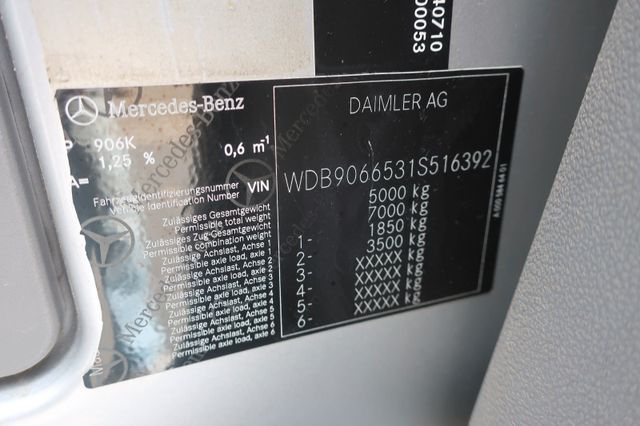 40710
00053
Mercedes-Benz
DAIMLER AG
906K
1,25 % 0,6 m⁻¹
A=
Fahrzeugidentifizierungsnummer
Vehicle Identification Number VIN WDB9066531S516392
Zulässiges Gesamtgewicht 5000 kg
Permissible total weight
Zulässiges Zug-Gesamtgewicht 7000 kg
Permissible combination weight
Zulässige Achslast, Achse 1 1- 1850 kg
Permissible axle load, axle 1
Zulässige Achslast, Achse 2 2- 3500 kg
Permissible axle load, axle 2
Zulässige Achslast, Achse 3 3- XXXXX kg
Permissible axle load, axle 3
Zulässige Achslast, Achse 4 4- XXXXX kg
Permissible axle load, axle 4
Zulässige Achslast, Achse 5 5- XXXXX kg
Permissible axle load, axle 5
Zulässige Achslast, Achse 6 6- XXXXX kg
Permissible axle load, axle 6